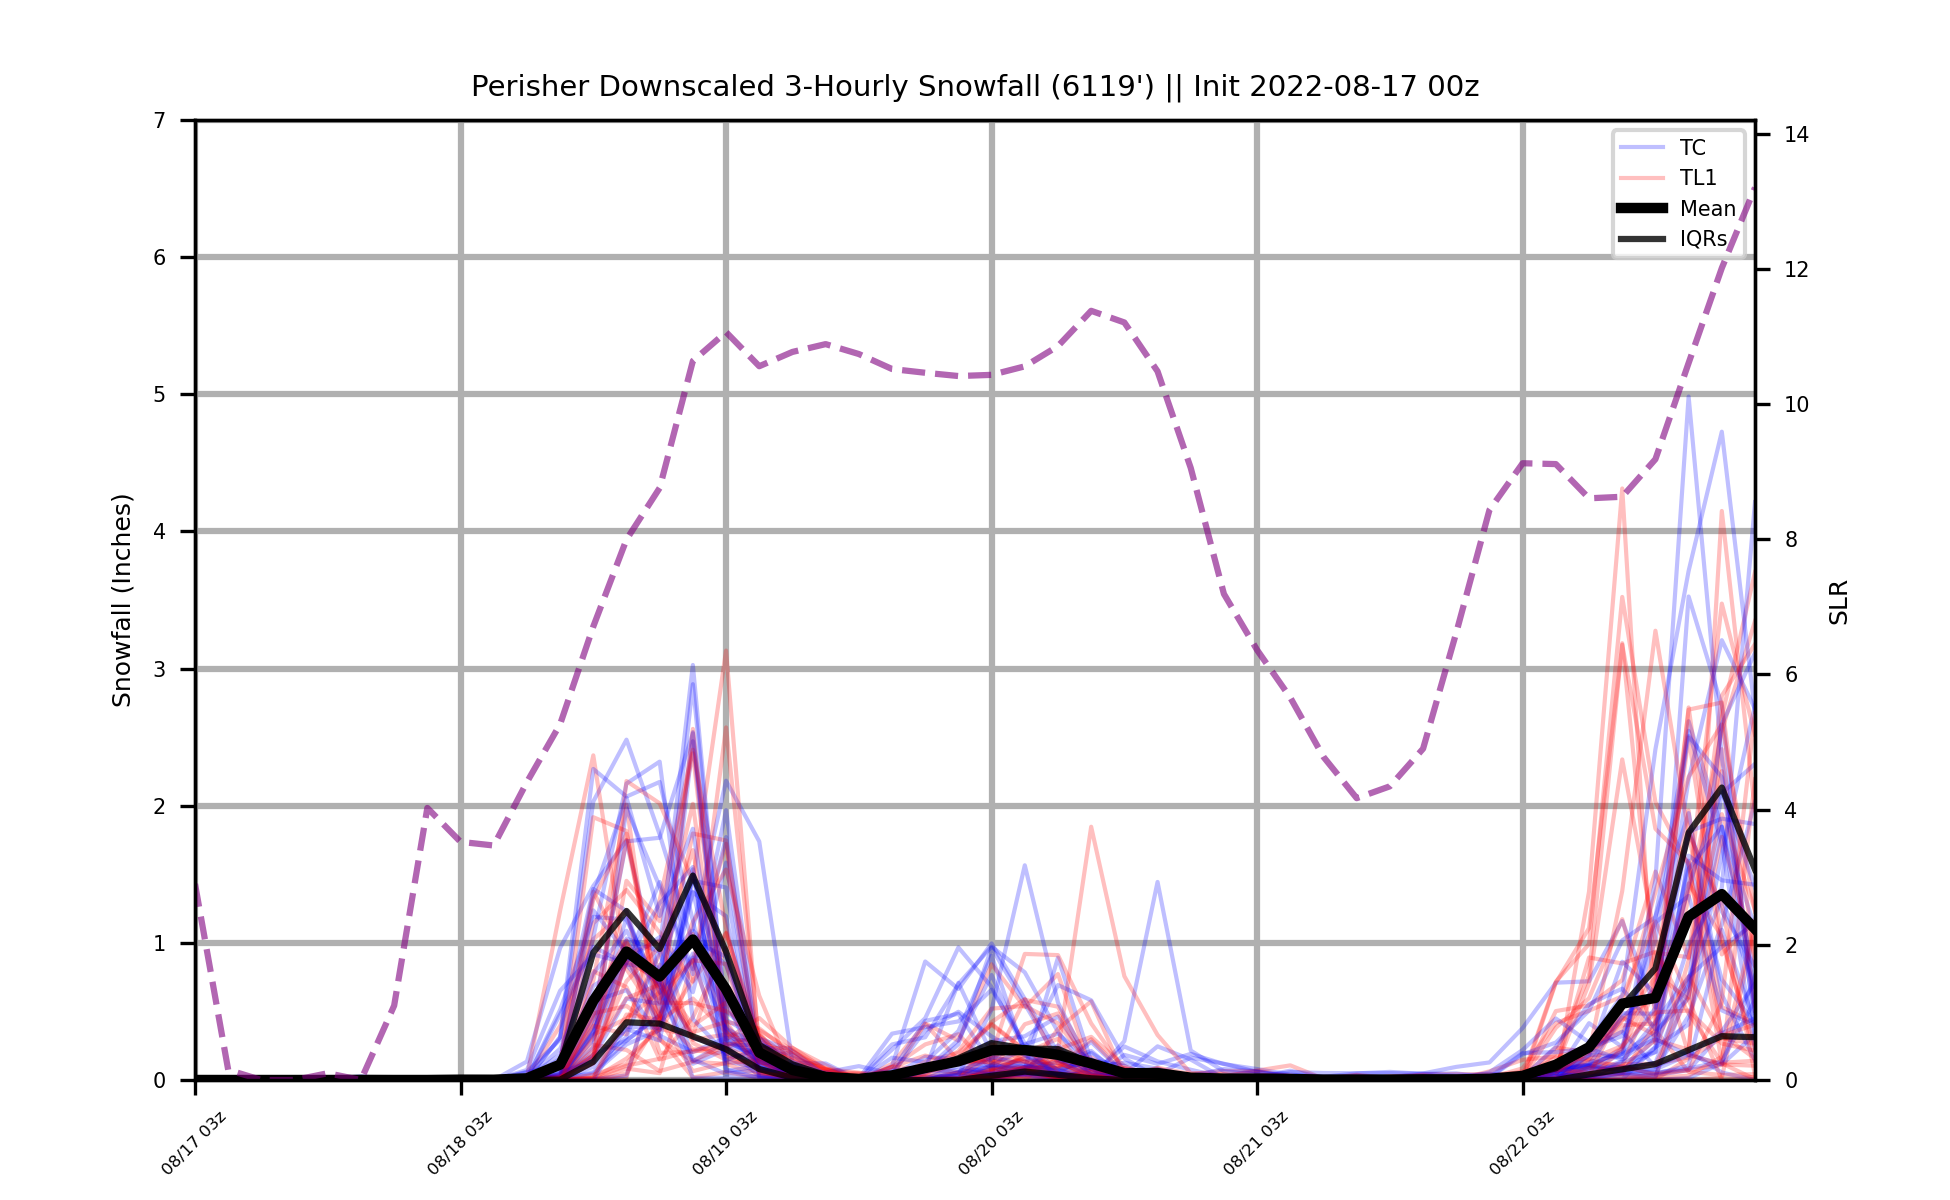 Perisher Downscaled 3-Hourly Snowfall (6119') || Init 2022-08-17 00z
7
6
5
4
3
2
1
0
Snowfall (Inches)
14
12
10
8
6
4
2
0
SLR
TC
TL1
Mean
IQRs
08/17 03z
08/18 03z
08/19 03z
08/20 03z
08/21 03z
08/22 03z